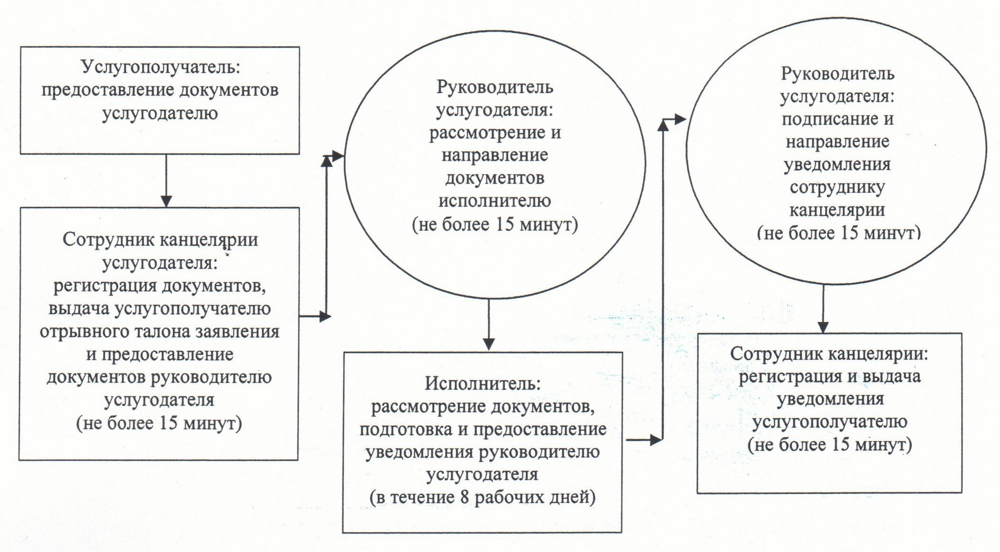 Услугополучатель:
предоставление документов
услугодателю
Сотрудник канцелярии
услугодателя:
регистрация документов,
выдача услугополучателю
отрывного талона заявления
и предоставление
документов руководителю
услугодателя
(не более 15 минут)
Руководитель
услугодателя:
рассмотрение и
направление
документов
исполнителю
(не более 15 минут)
Исполнитель:
рассмотрение документов,
подготовка и предоставление
уведомления руководителю
услугодателя
(в течение 8 рабочих дней)
Руководитель
услугодателя:
подписание и
направление
уведомления
сотруднику
канцелярии
(не более 15 минут)
Сотрудник канцелярии:
регистрация и выдача
уведомления
услугополучателю
(не более 15 минут)